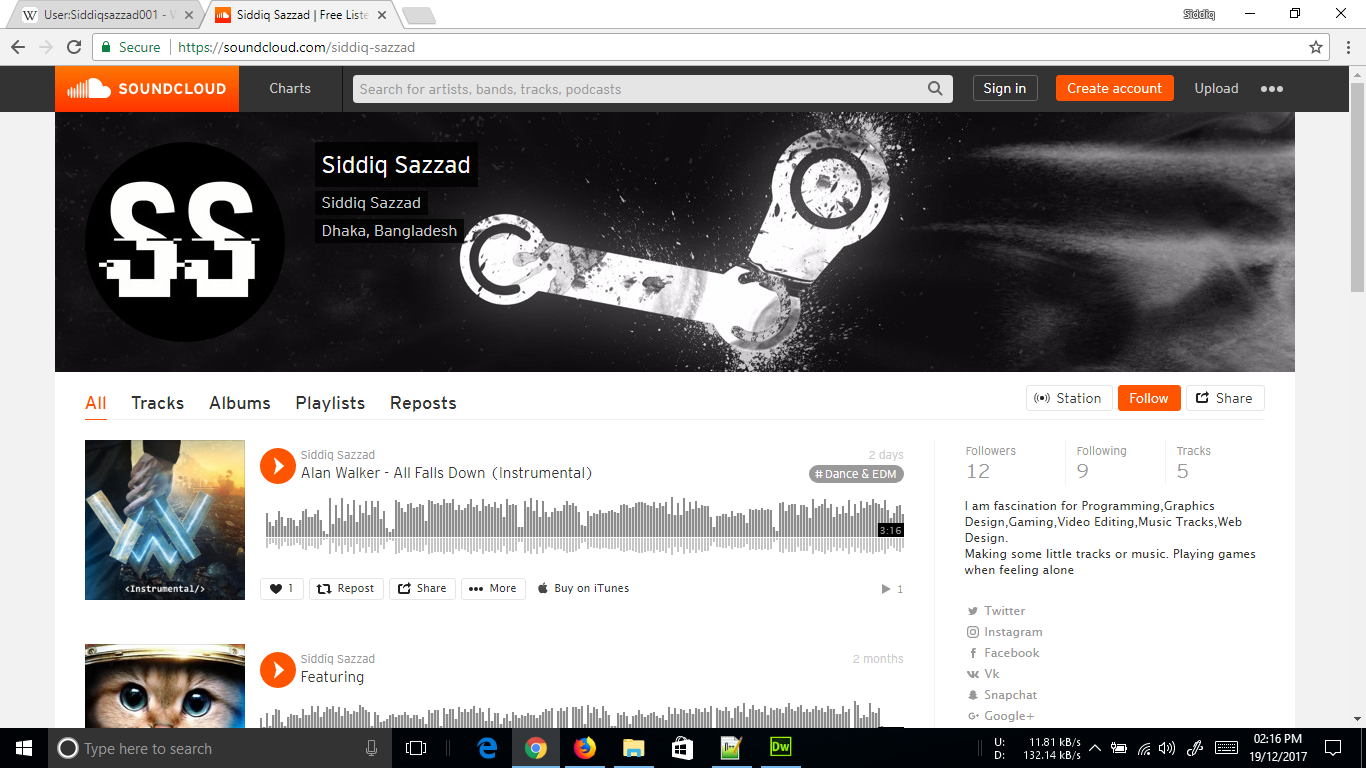 User:Siddiqsazzad001 - W
Siddiq Sazzad | Free Liste
Siddiq
Secure
https://soundcloud.com/siddiq-sazzad
SOUNDCLOUD
Charts
Search for artists, bands, tracks, podcasts
Sign in
Create account
Upload
SS
Siddiq Sazzad
Siddiq Sazzad
Dhaka, Bangladesh
All
Tracks
Albums
Playlists
Reposts
Station
Follow
Share
<Instrumental/>
Siddiq Sazzad
2 days
Alan Walker - All Falls Down (Instrumental)
# Dance & EDM
3:16
1
Repost
Share
More
Buy on iTunes
1
Siddiq Sazzad
2 months
Featuring
Followers
12
Following
9
Tracks
5
I am fascination for Programming,Graphics
Design,Gaming,Video Editing,Music Tracks,Web
Design.
Making some little tracks or music. Playing games
when feeling alone
Twitter
Instagram
Facebook
Vk
Snapchat
Google+
Type here to search
Dw
U: 11.81 kB/s
D: 132.14 kB/s
02:16 PM
19/12/2017